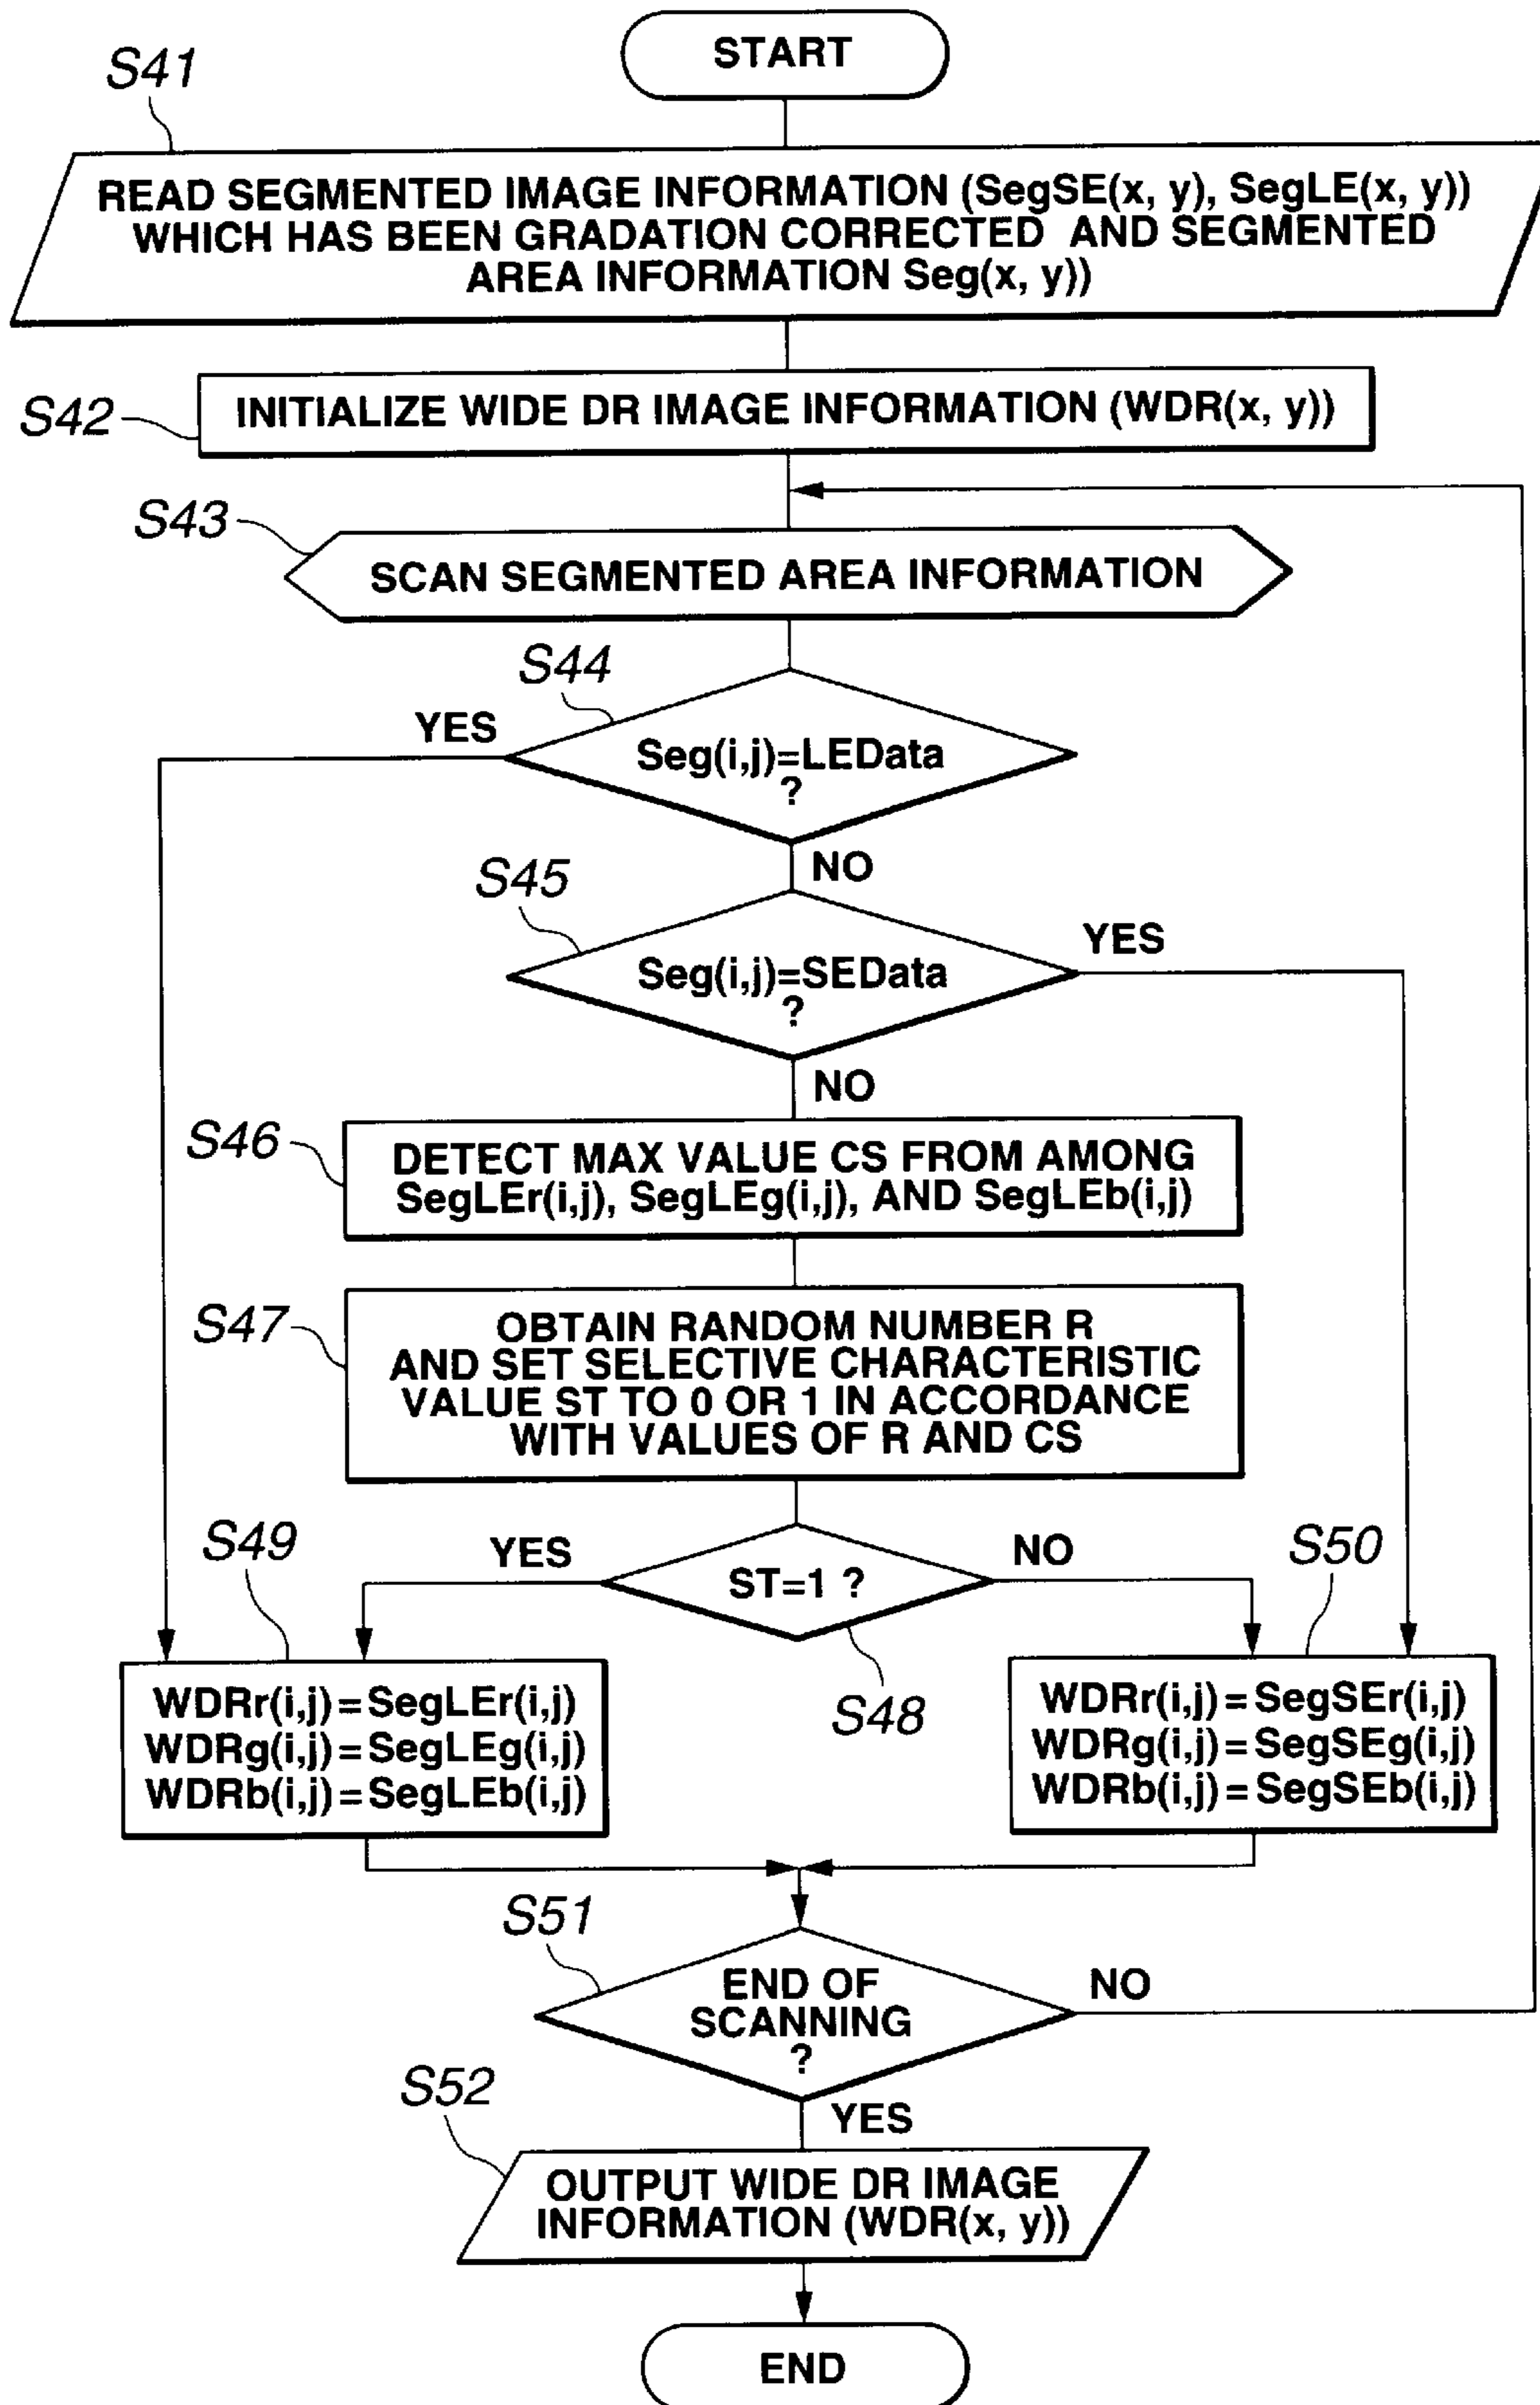 START
S41
READ SEGMENTED IMAGE INFORMATION (SegSE(x, y), SegLE(x, y))
WHICH HAS BEEN GRADATION CORRECTED AND SEGMENTED
AREA INFORMATION Seg(x, y))
S42
INITIALIZE WIDE DR IMAGE INFORMATION (WDR(x, y))
S43
SCAN SEGMENTED AREA INFORMATION
S44
YES
Seg(i,j)=LEData
?
NO
S45
YES
Seg(i,j)=SEData
?
NO
S46
DETECT MAX VALUE CS FROM AMONG
SegLEr(i,j), SegLEg(i,j), AND SegLEb(i,j)
S47
OBTAIN RANDOM NUMBER R
AND SET SELECTIVE CHARACTERISTIC
VALUE ST TO 0 OR 1 IN ACCORDANCE
WITH VALUES OF R AND CS
S49
YES
ST=1 ?
NO
S50
S48
WDRr(i,j)=SegLEr(i,j)
WDRg(i,j)=SegLEg(i,j)
WDRb(i,j)=SegLEb(i,j)
WDRr(i,j)=SegSEr(i,j)
WDRg(i,j)=SegSEg(i,j)
WDRb(i,j)=SegSEb(i,j)
S51
END OF
SCANNING
?
NO
YES
S52
OUTPUT WIDE DR IMAGE
INFORMATION (WDR(x, y))
END